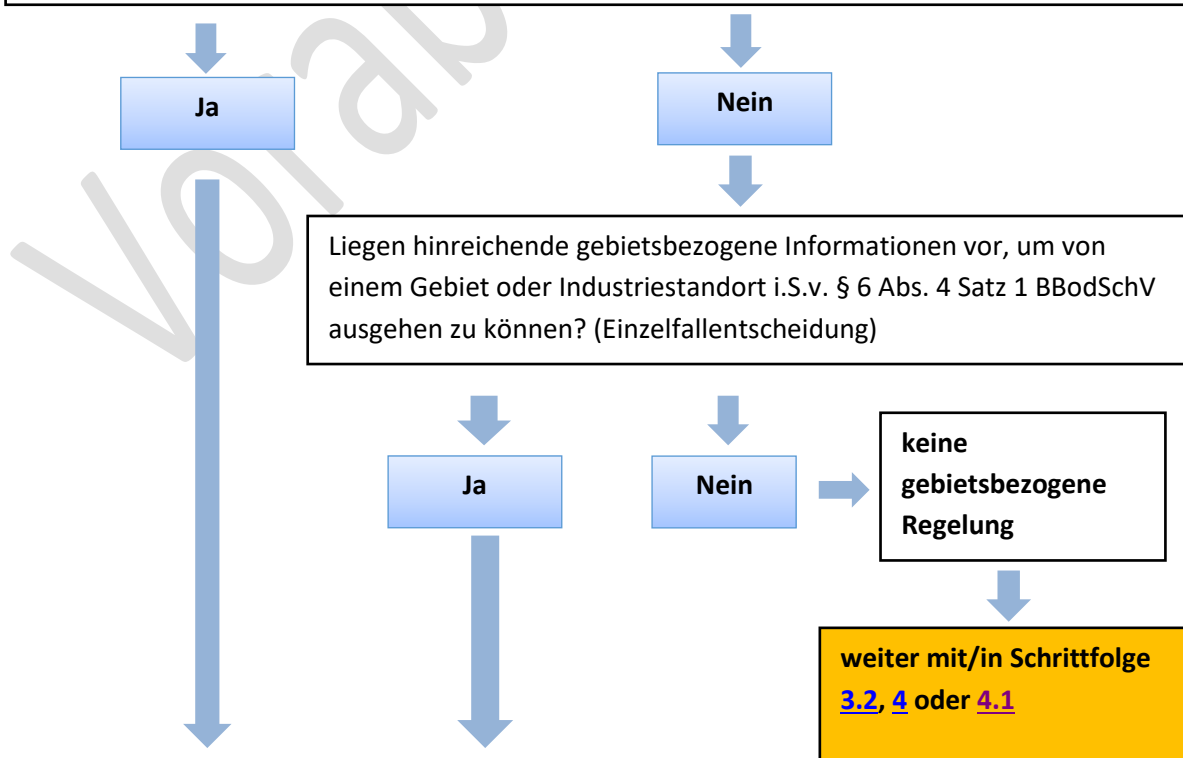 Ja
Nein
Liegen hinreichende gebietsbezogene Informationen vor, um von
einem Gebiet oder Industriestandort i.S.v. § 6 Abs. 4 Satz 1 BBodSchV
ausgehen zu können? (Einzelfallentscheidung)
Ja
Nein
keine
gebietsbezogene
Regelung
weiter mit/in Schrittfolge
3.2, 4 oder 4.1
Vorab